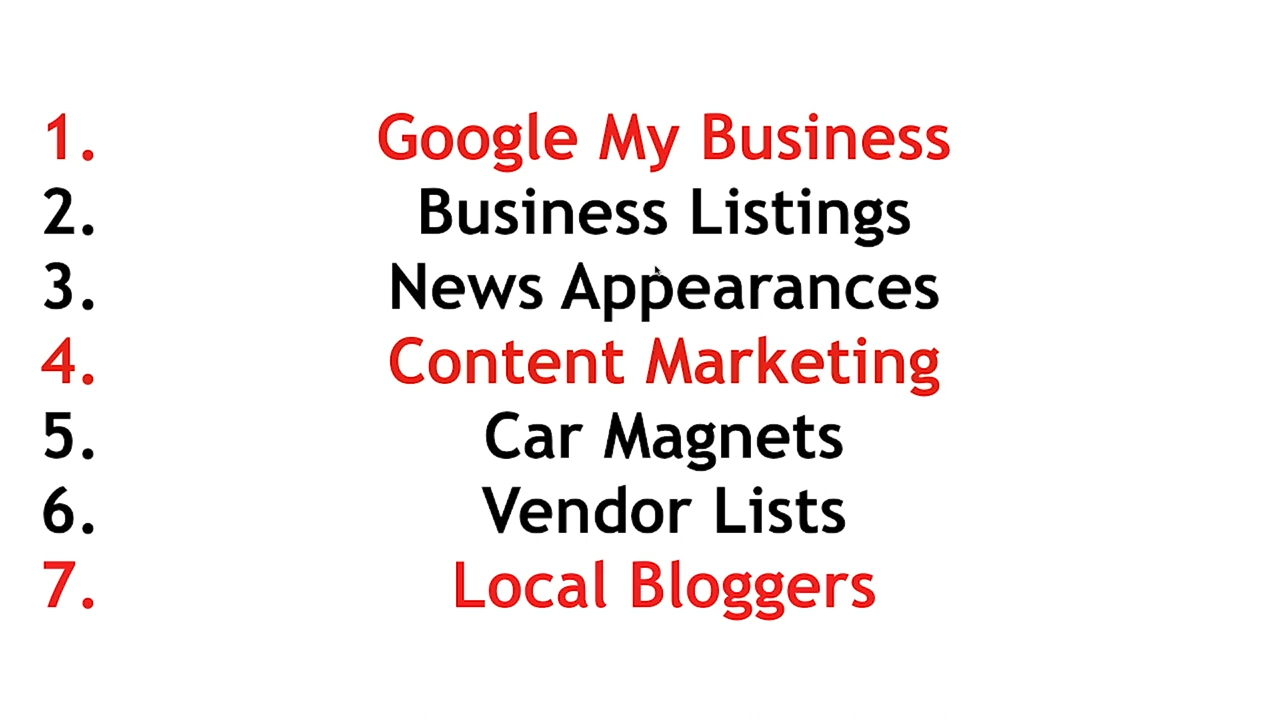 1. Google My Business
2. Business Listings
3. News Appearances
4. Content Marketing
5. Car Magnets
6. Vendor Lists
7. Local Bloggers